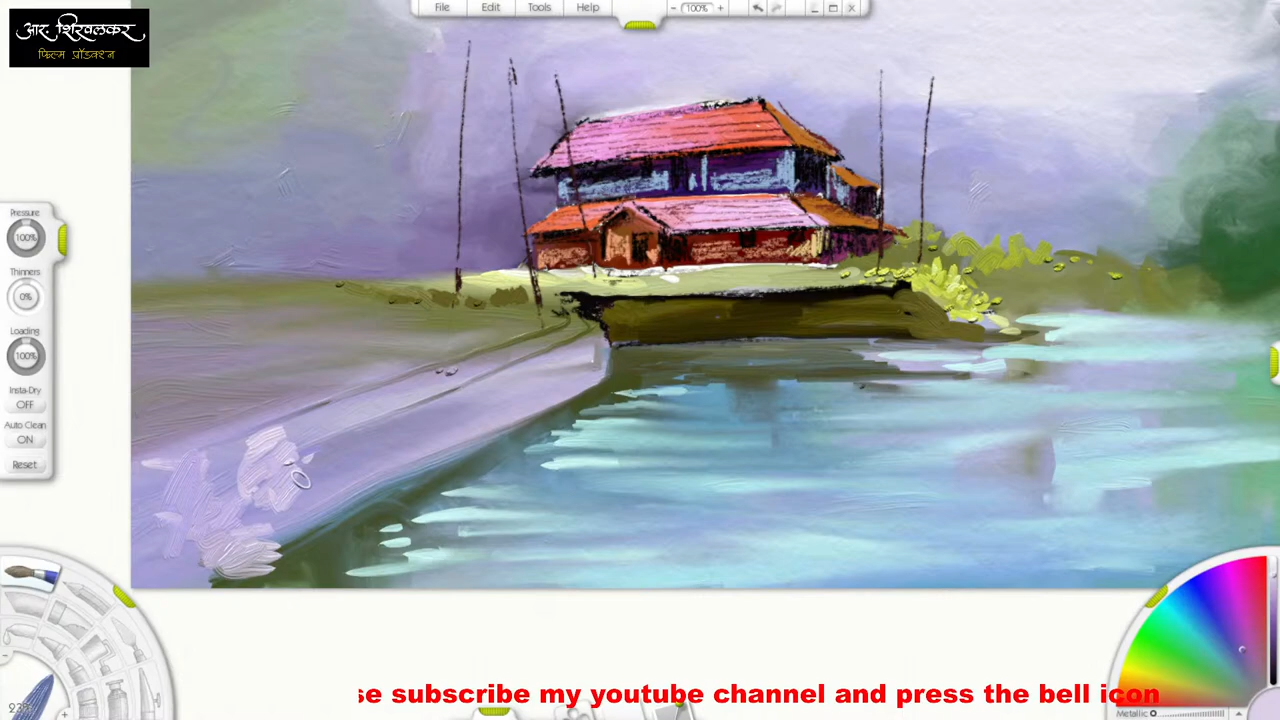 आर. शिरवलकर
फिल्म प्रॉडक्शन
File Edit Tools Help - 100% +
Pressure
100%
Thinners
0%
Loading
100%
Insta-Dry
OFF
Auto Clean
ON
Reset
se subscribe my youtube channel and press the bell icon
Metallic